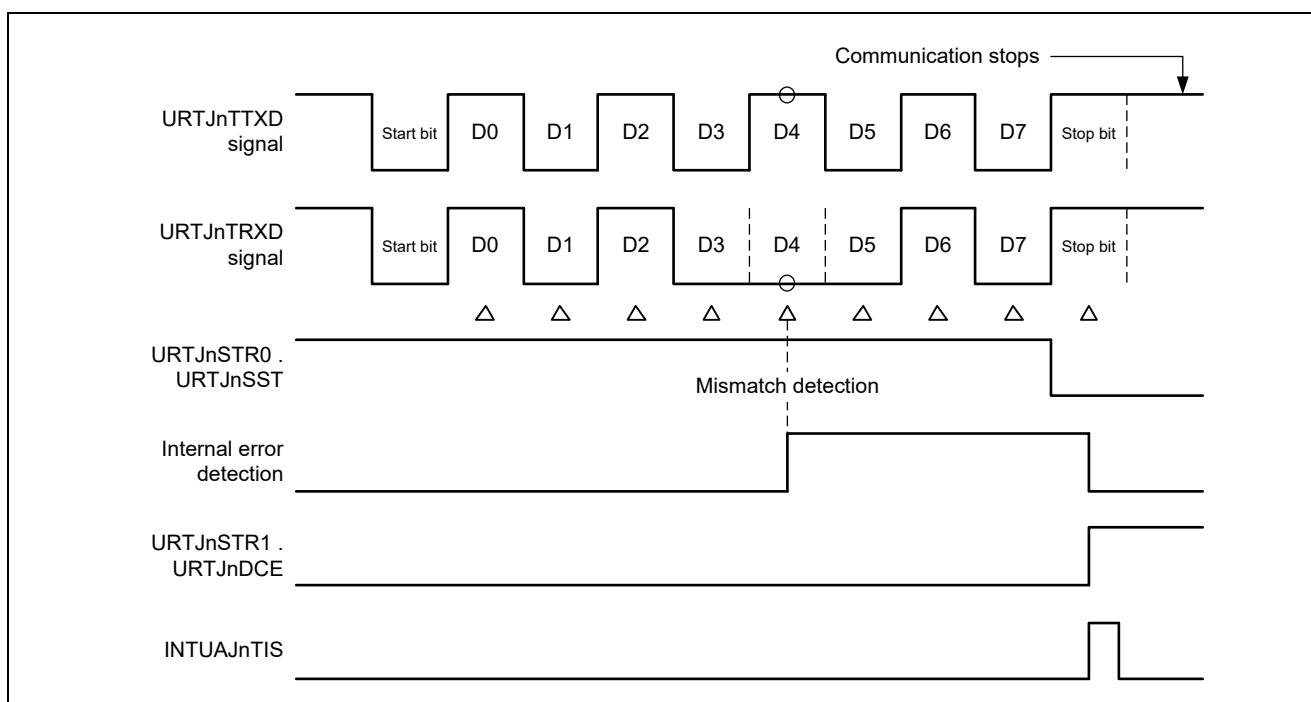 Communication stops
URTJnTTXD
signal
Start bit D0 D1 D2 D3 D4 D5 D6 D7 Stop bit
URTJnTRXD
signal
Start bit D0 D1 D2 D3 D4 D5 D6 D7 Stop bit
URTJnSTR0 .
URTJnSST
Mismatch detection
Internal error
detection
URTJnSTR1 .
URTJnDCE
INTUAJnTIS